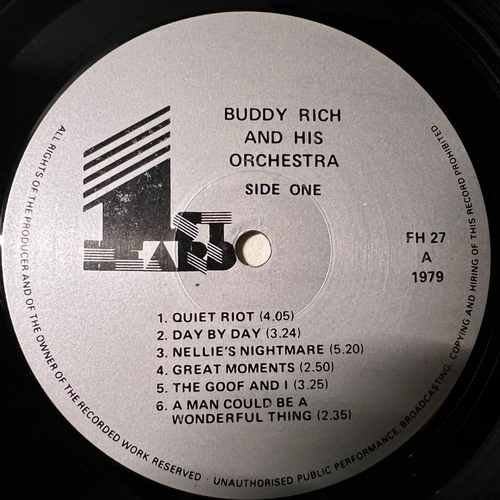 BUDDY RICH
AND HIS
ORCHESTRA
SIDE ONE
1ST
HEARD
FH 27
A
1979
1. QUIET RIOT (4.05)
2. DAY BY DAY (3.24)
3. NELLIE'S NIGHTMARE (5.20)
4. GREAT MOMENTS (2.50)
5. THE GOOF AND I (3.25)
6. A MAN COULD BE A
WONDERFUL THING (2.35)
ALL RIGHTS OF THE PRODUCER AND OF THE OWNER OF THE RECORDED WORK RESERVED · UNAUTHORISED PUBLIC PERFORMANCE, BROADCASTING, COPYING AND HIRING OF THIS RECORD PROHIBITED